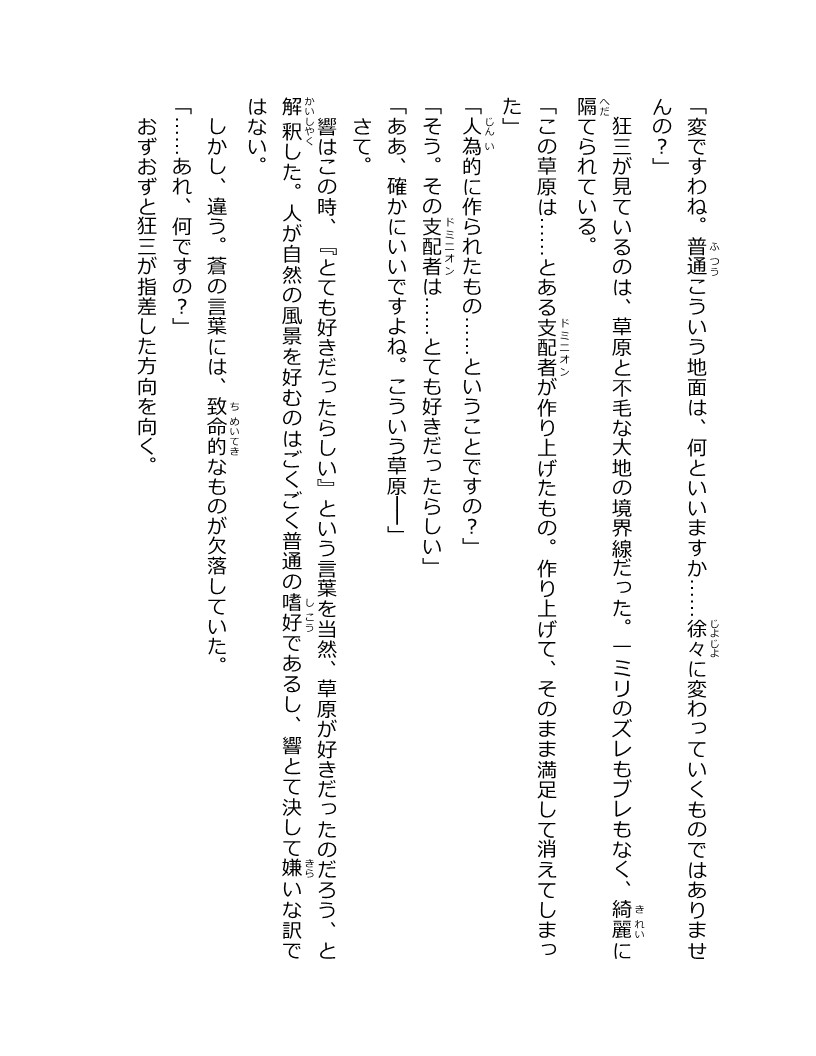 「変ですわね。普通こういう地面は、何といいますか……徐々に変わっていくものではありませ
んの？」
狂三が見ているのは、草原と不毛な大地の境界線だった。一ミリのズレもブレもなく、綺麗に
隔てられている。
「この草原は……とある支配者が作り上げたもの。作り上げて、そのまま満足して消えてしまっ
た」
「人為的に作られたもの……ということですの？」
「そう。その支配者は……とても好きだったらしい」
「ああ、確かにいいですよね。こういう草原――」
さて。
響はこの時、『とても好きだったらしい』という言葉を当然、草原が好きだったのだろう、と
解釈した。人が自然の風景を好むのはごくごく普通の嗜好であるし、響とて決して嫌いな訳で
はない。
しかし、違う。蒼の言葉には、致命的なものが欠落していた。
「……あれ、何ですの？」
おずおずと狂三が指差した方向を向く。